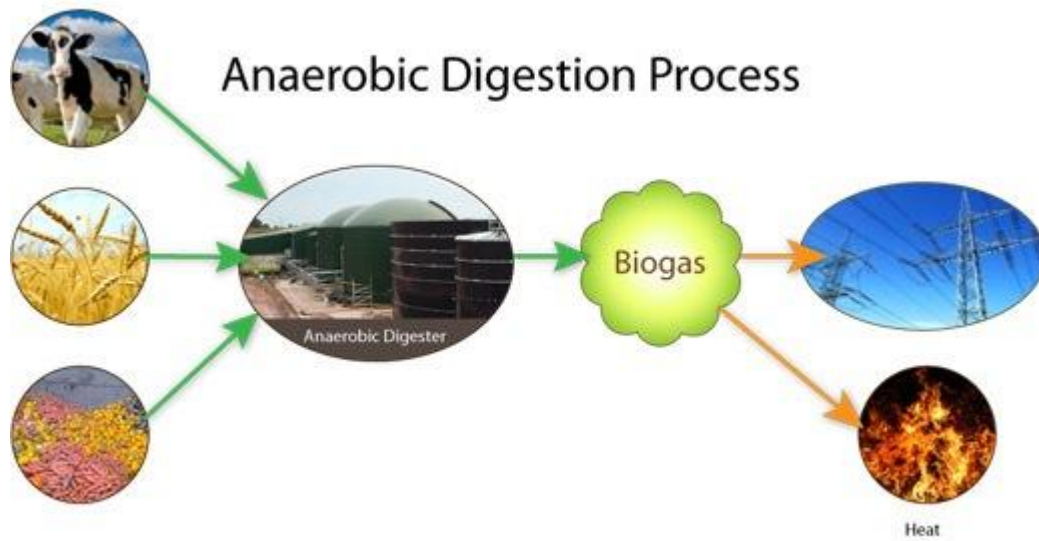 Anaerobic Digestion Process
Anaerobic Digester
Biogas
Heat